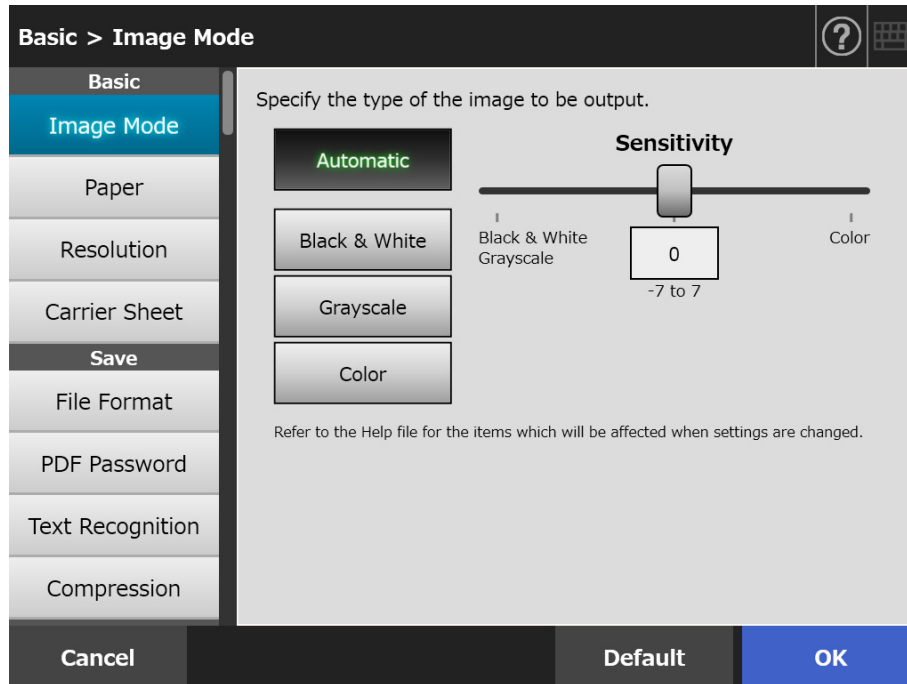 Basic > Image Mode
?
Basic
Image Mode
Paper
Resolution
Carrier Sheet
Save
File Format
PDF Password
Text Recognition
Compression
Specify the type of the image to be output.
Automatic
Black & White
Grayscale
Color
Sensitivity
Black & White
Grayscale
Color
0
-7 to 7
Refer to the Help file for the items which will be affected when settings are changed.
Cancel
Default
OK